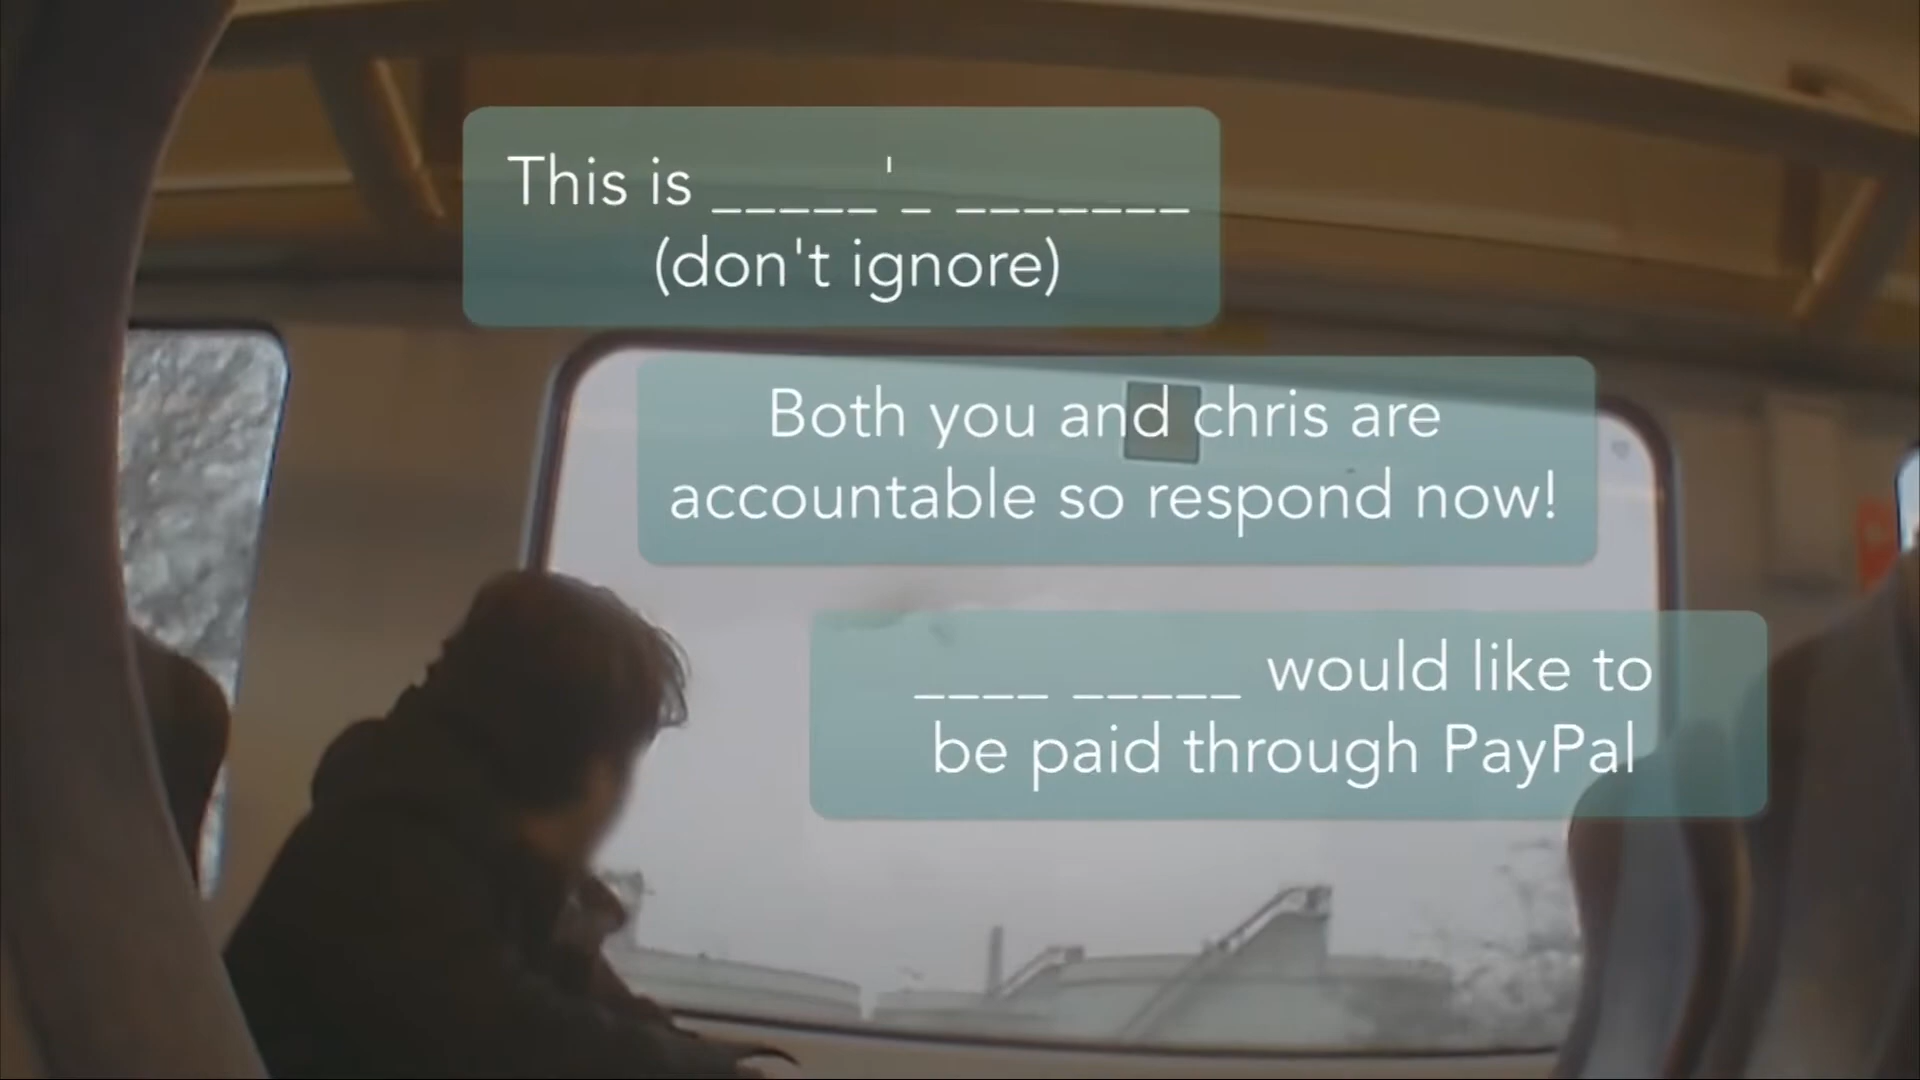 This is _____'_ _______
(don't ignore)
Both you and chris are
accountable so respond now!
____ _____ would like to
be paid through PayPal